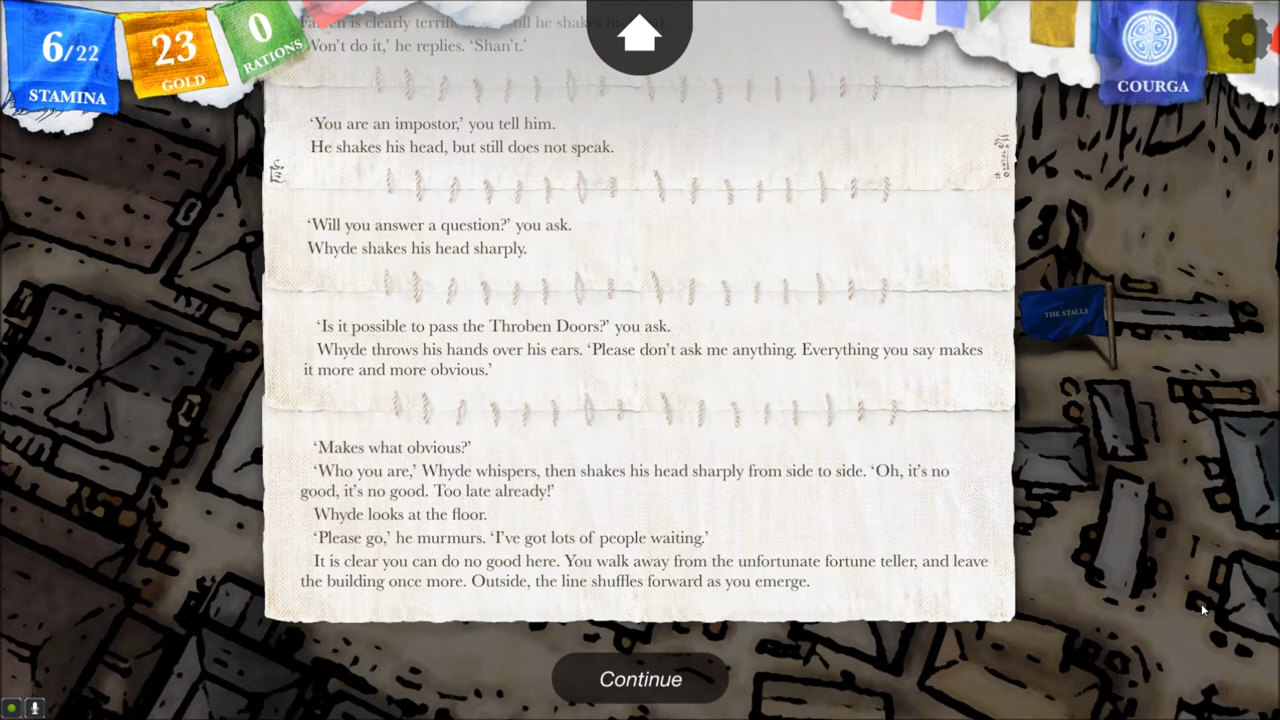 6/22
STAMINA
23
GOLD
0
RATIONS
COURGA
is clearly terrified
still he shakes his
Won't do it,' he replies. 'Shan't.'
'You are an impostor,' you tell him.
He shakes his head, but still does not speak.
'Will you answer a question?' you ask.
Whyde shakes his head sharply.
'Is it possible to pass the Throben Doors?' you ask.
Whyde throws his hands over his ears. 'Please don't ask me anything. Everything you say makes
it more and more obvious.'
THE STALLS
'Makes what obvious?'
'Who you are,' Whyde whispers, then shakes his head sharply from side to side. 'Oh, it's no
good, it's no good. Too late already!'
Whyde looks at the floor.
'Please go,' he murmurs. 'I've got lots of people waiting.'
It is clear you can do no good here. You walk away from the unfortunate fortune teller, and leave
the building once more. Outside, the line shuffles forward as you emerge.
Continue